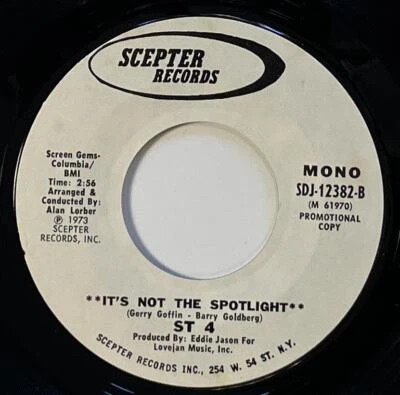 SCEPTER
RECORDS
Screen Gems-
Columbia/
BMI
Time: 2:56
Arranged &
Conducted By:
Alan Lorber
Ⓟ 1973
SCEPTER
RECORDS, INC.
MONO
SDJ-12382-B
(M 61970)
PROMOTIONAL
COPY
**IT'S NOT THE SPOTLIGHT**
(Gerry Goffin - Barry Goldberg)
ST 4
Produced By: Eddie Jason For
Lovejan Music, Inc.
SCEPTER RECORDS INC., 254 W. 54 ST. N.Y.